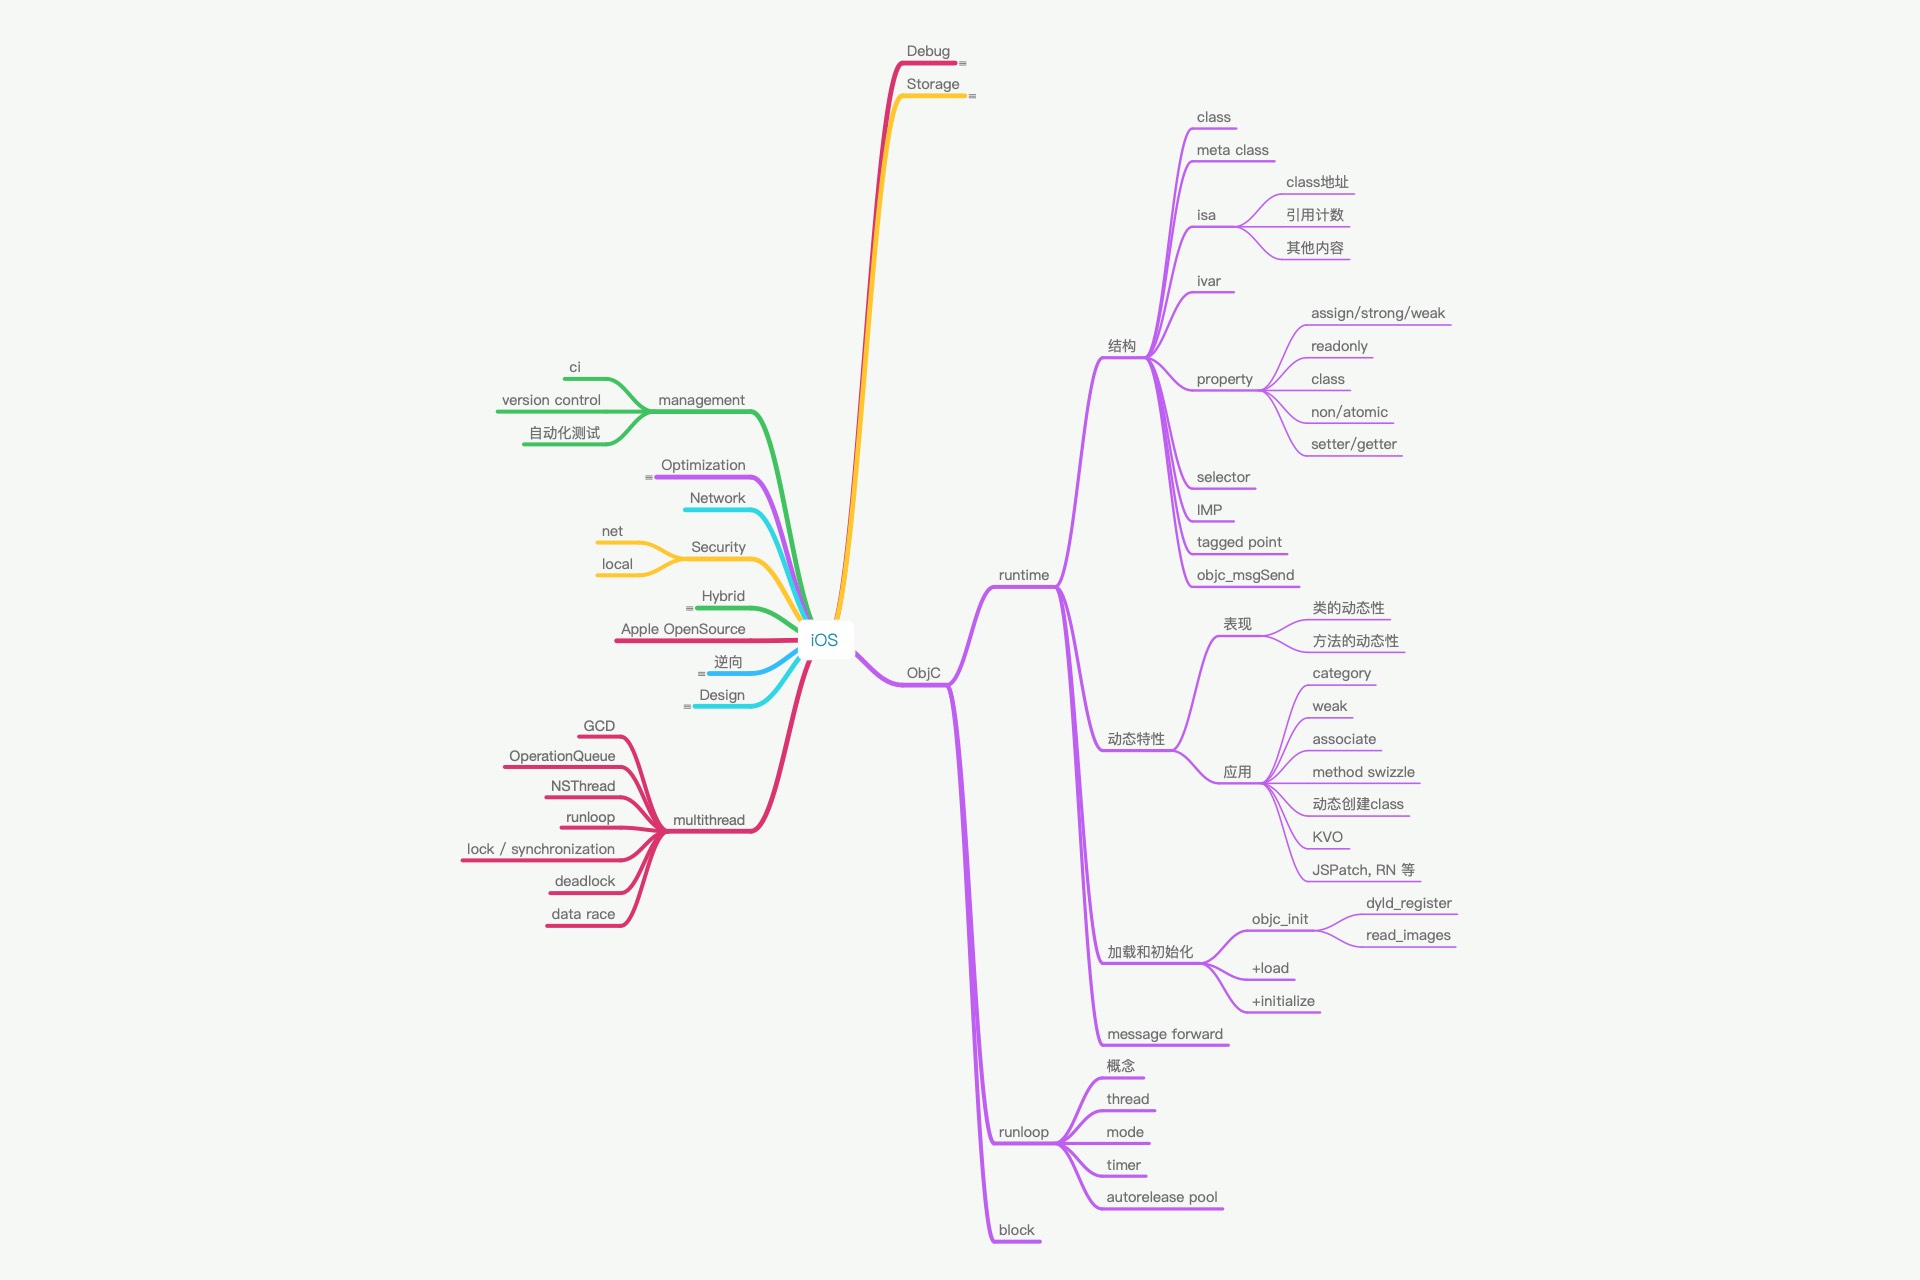 Debug
Storage
iOS
management
ci
version control
自动化测试
Optimization
Network
Security
net
local
Hybrid
Apple OpenSource
逆向
Design
multithread
GCD
OperationQueue
NSThread
runloop
lock / synchronization
deadlock
data race
ObjC
runtime
结构
class
meta class
isa
class地址
引用计数
其他内容
ivar
property
assign/strong/weak
readonly
class
non/atomic
setter/getter
selector
IMP
tagged point
objc_msgSend
动态特性
表现
类的动态性
方法的动态性
应用
category
weak
associate
method swizzle
动态创建class
KVO
JSPatch, RN 等
加载和初始化
objc_init
dyld_register
read_images
+load
+initialize
message forward
runloop
概念
thread
mode
timer
autorelease pool
block